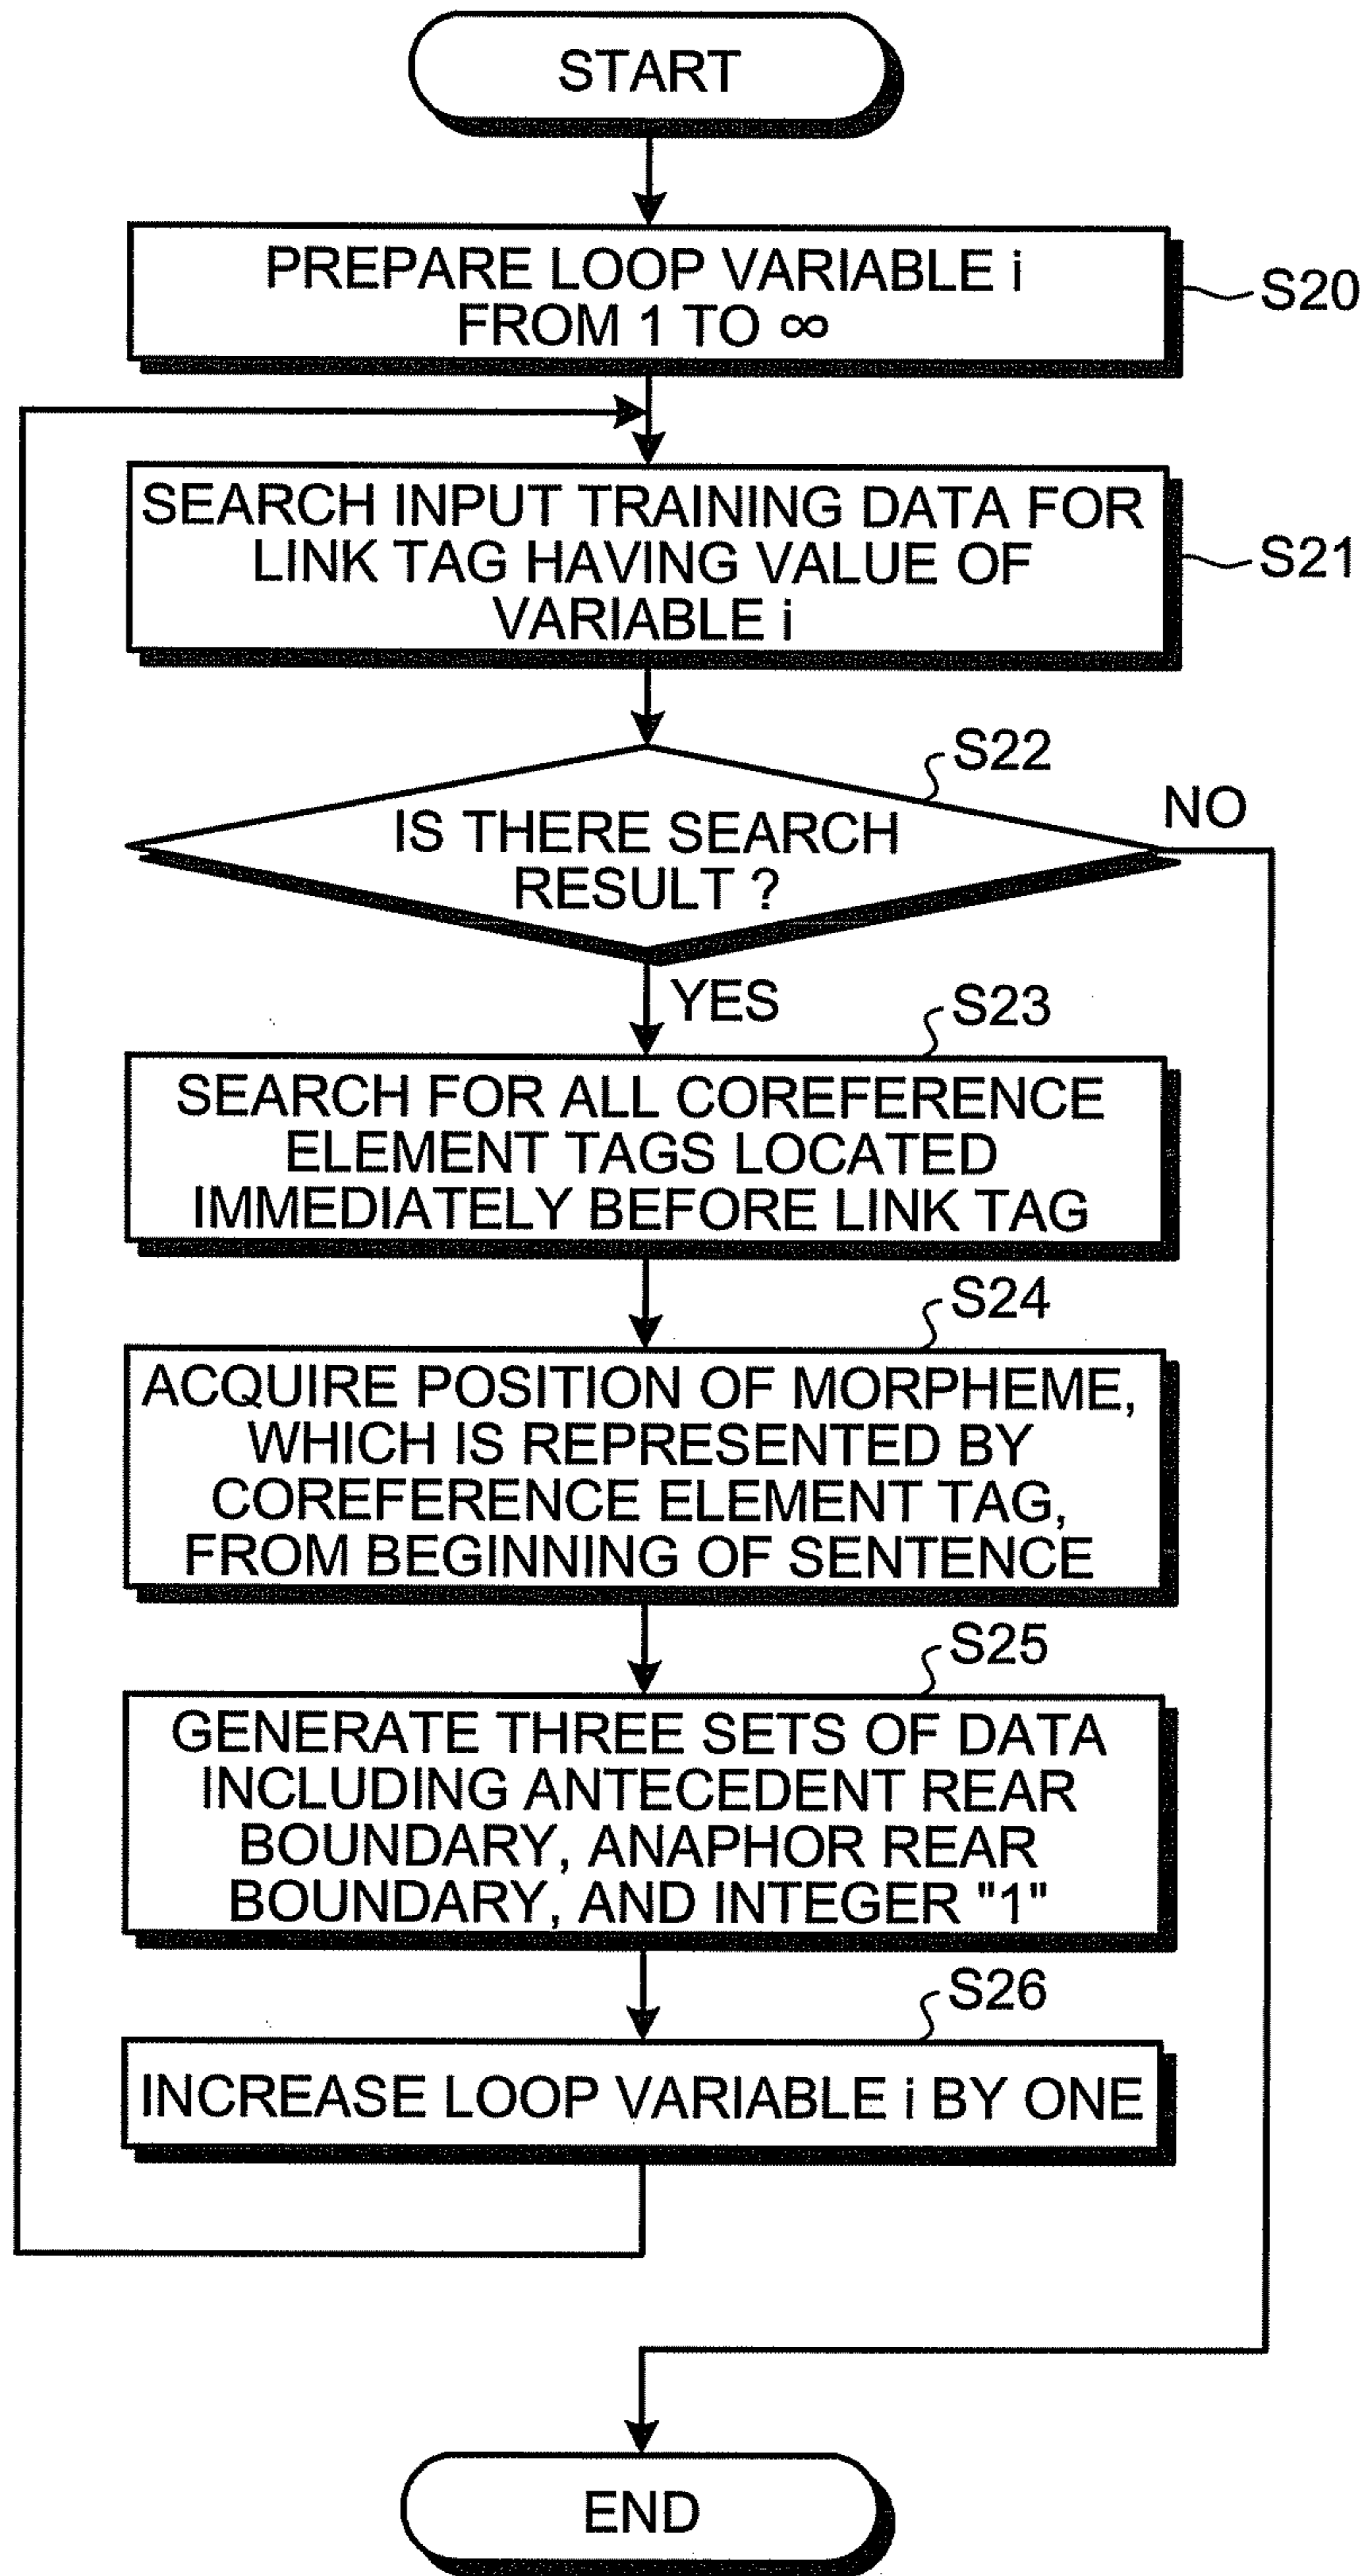 START
PREPARE LOOP VARIABLE i
FROM 1 TO ∞
S20
SEARCH INPUT TRAINING DATA FOR
LINK TAG HAVING VALUE OF
VARIABLE i
S21
S22
IS THERE SEARCH
RESULT ?
NO
YES
S23
SEARCH FOR ALL COREFERENCE
ELEMENT TAGS LOCATED
IMMEDIATELY BEFORE LINK TAG
S24
ACQUIRE POSITION OF MORPHEME,
WHICH IS REPRESENTED BY
COREFERENCE ELEMENT TAG,
FROM BEGINNING OF SENTENCE
S25
GENERATE THREE SETS OF DATA
INCLUDING ANTECEDENT REAR
BOUNDARY, ANAPHOR REAR
BOUNDARY, AND INTEGER "1"
S26
INCREASE LOOP VARIABLE i BY ONE
END